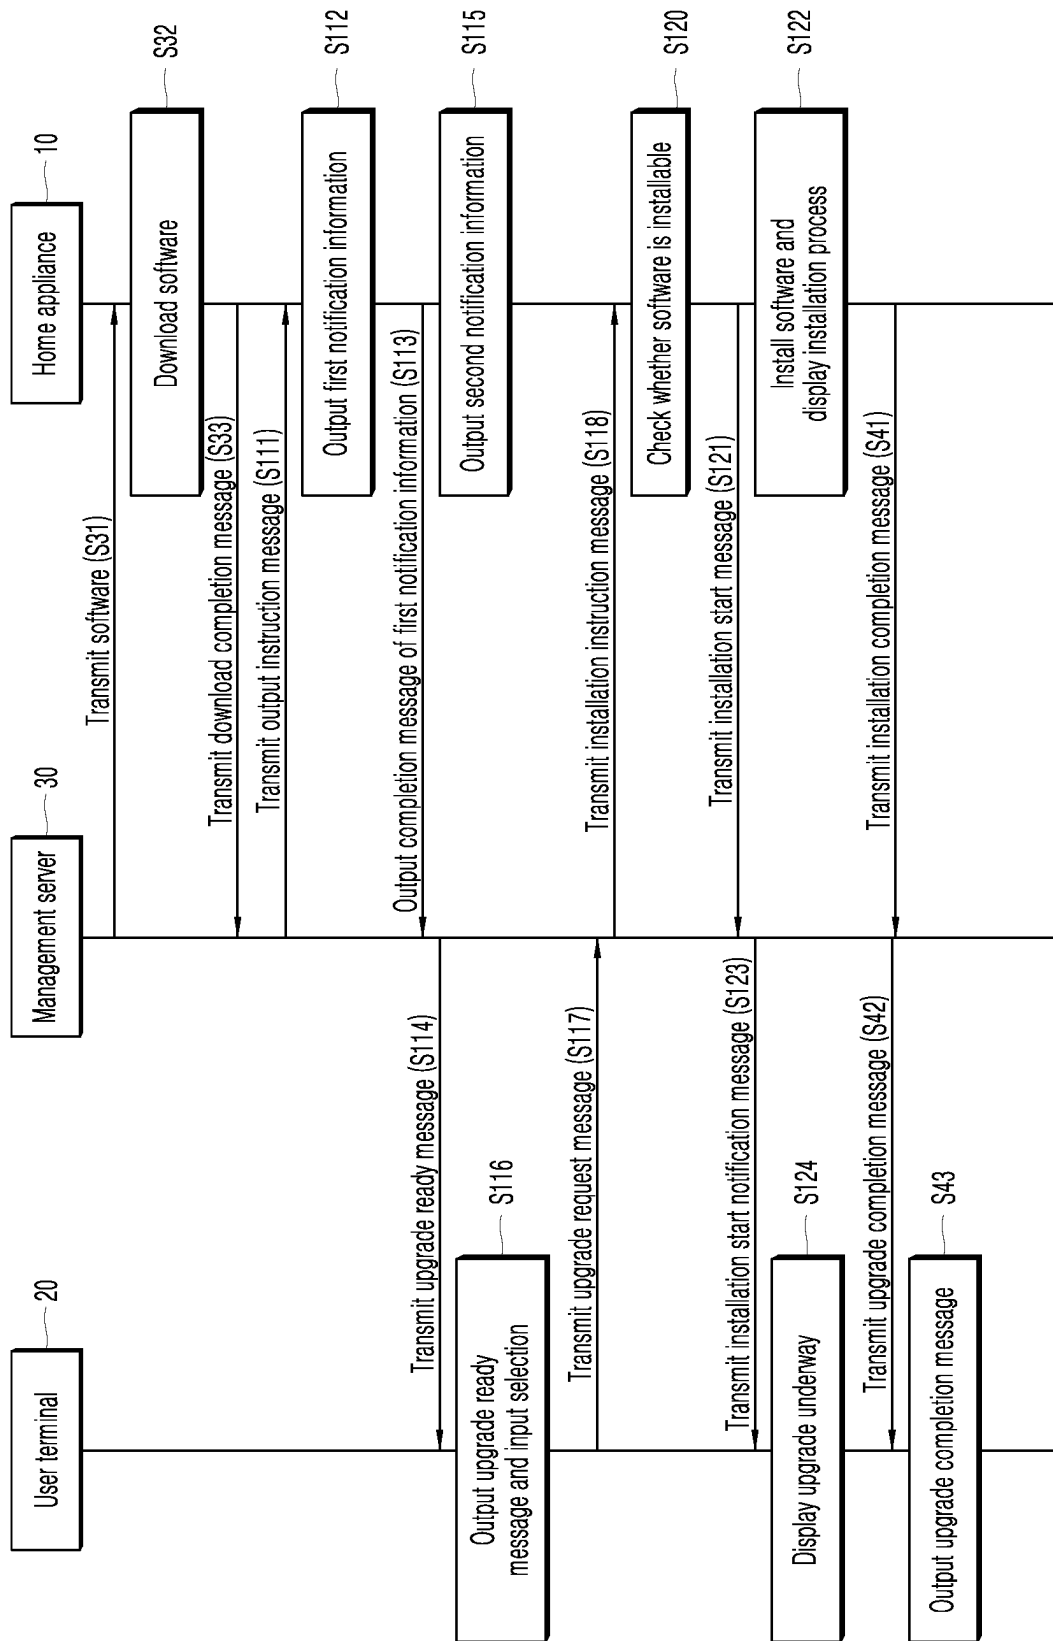 User terminal
20
Management server
30
Home appliance
10
Transmit software (S31)
Download software
S32
Transmit download completion message (S33)
Transmit output instruction message (S111)
Output first notification information
S112
Output completion message of first notification information (S113)
Transmit upgrade ready message (S114)
Output second notification information
S115
Output upgrade ready
message and input selection
S116
Transmit upgrade request message (S117)
Transmit installation instruction message (S118)
Check whether software is installable
S120
Transmit installation start message (S121)
Transmit installation start notification message (S123)
Install software and
display installation process
S122
Display upgrade underway
S124
Transmit installation completion message (S41)
Transmit upgrade completion message (S42)
Output upgrade completion message
S43